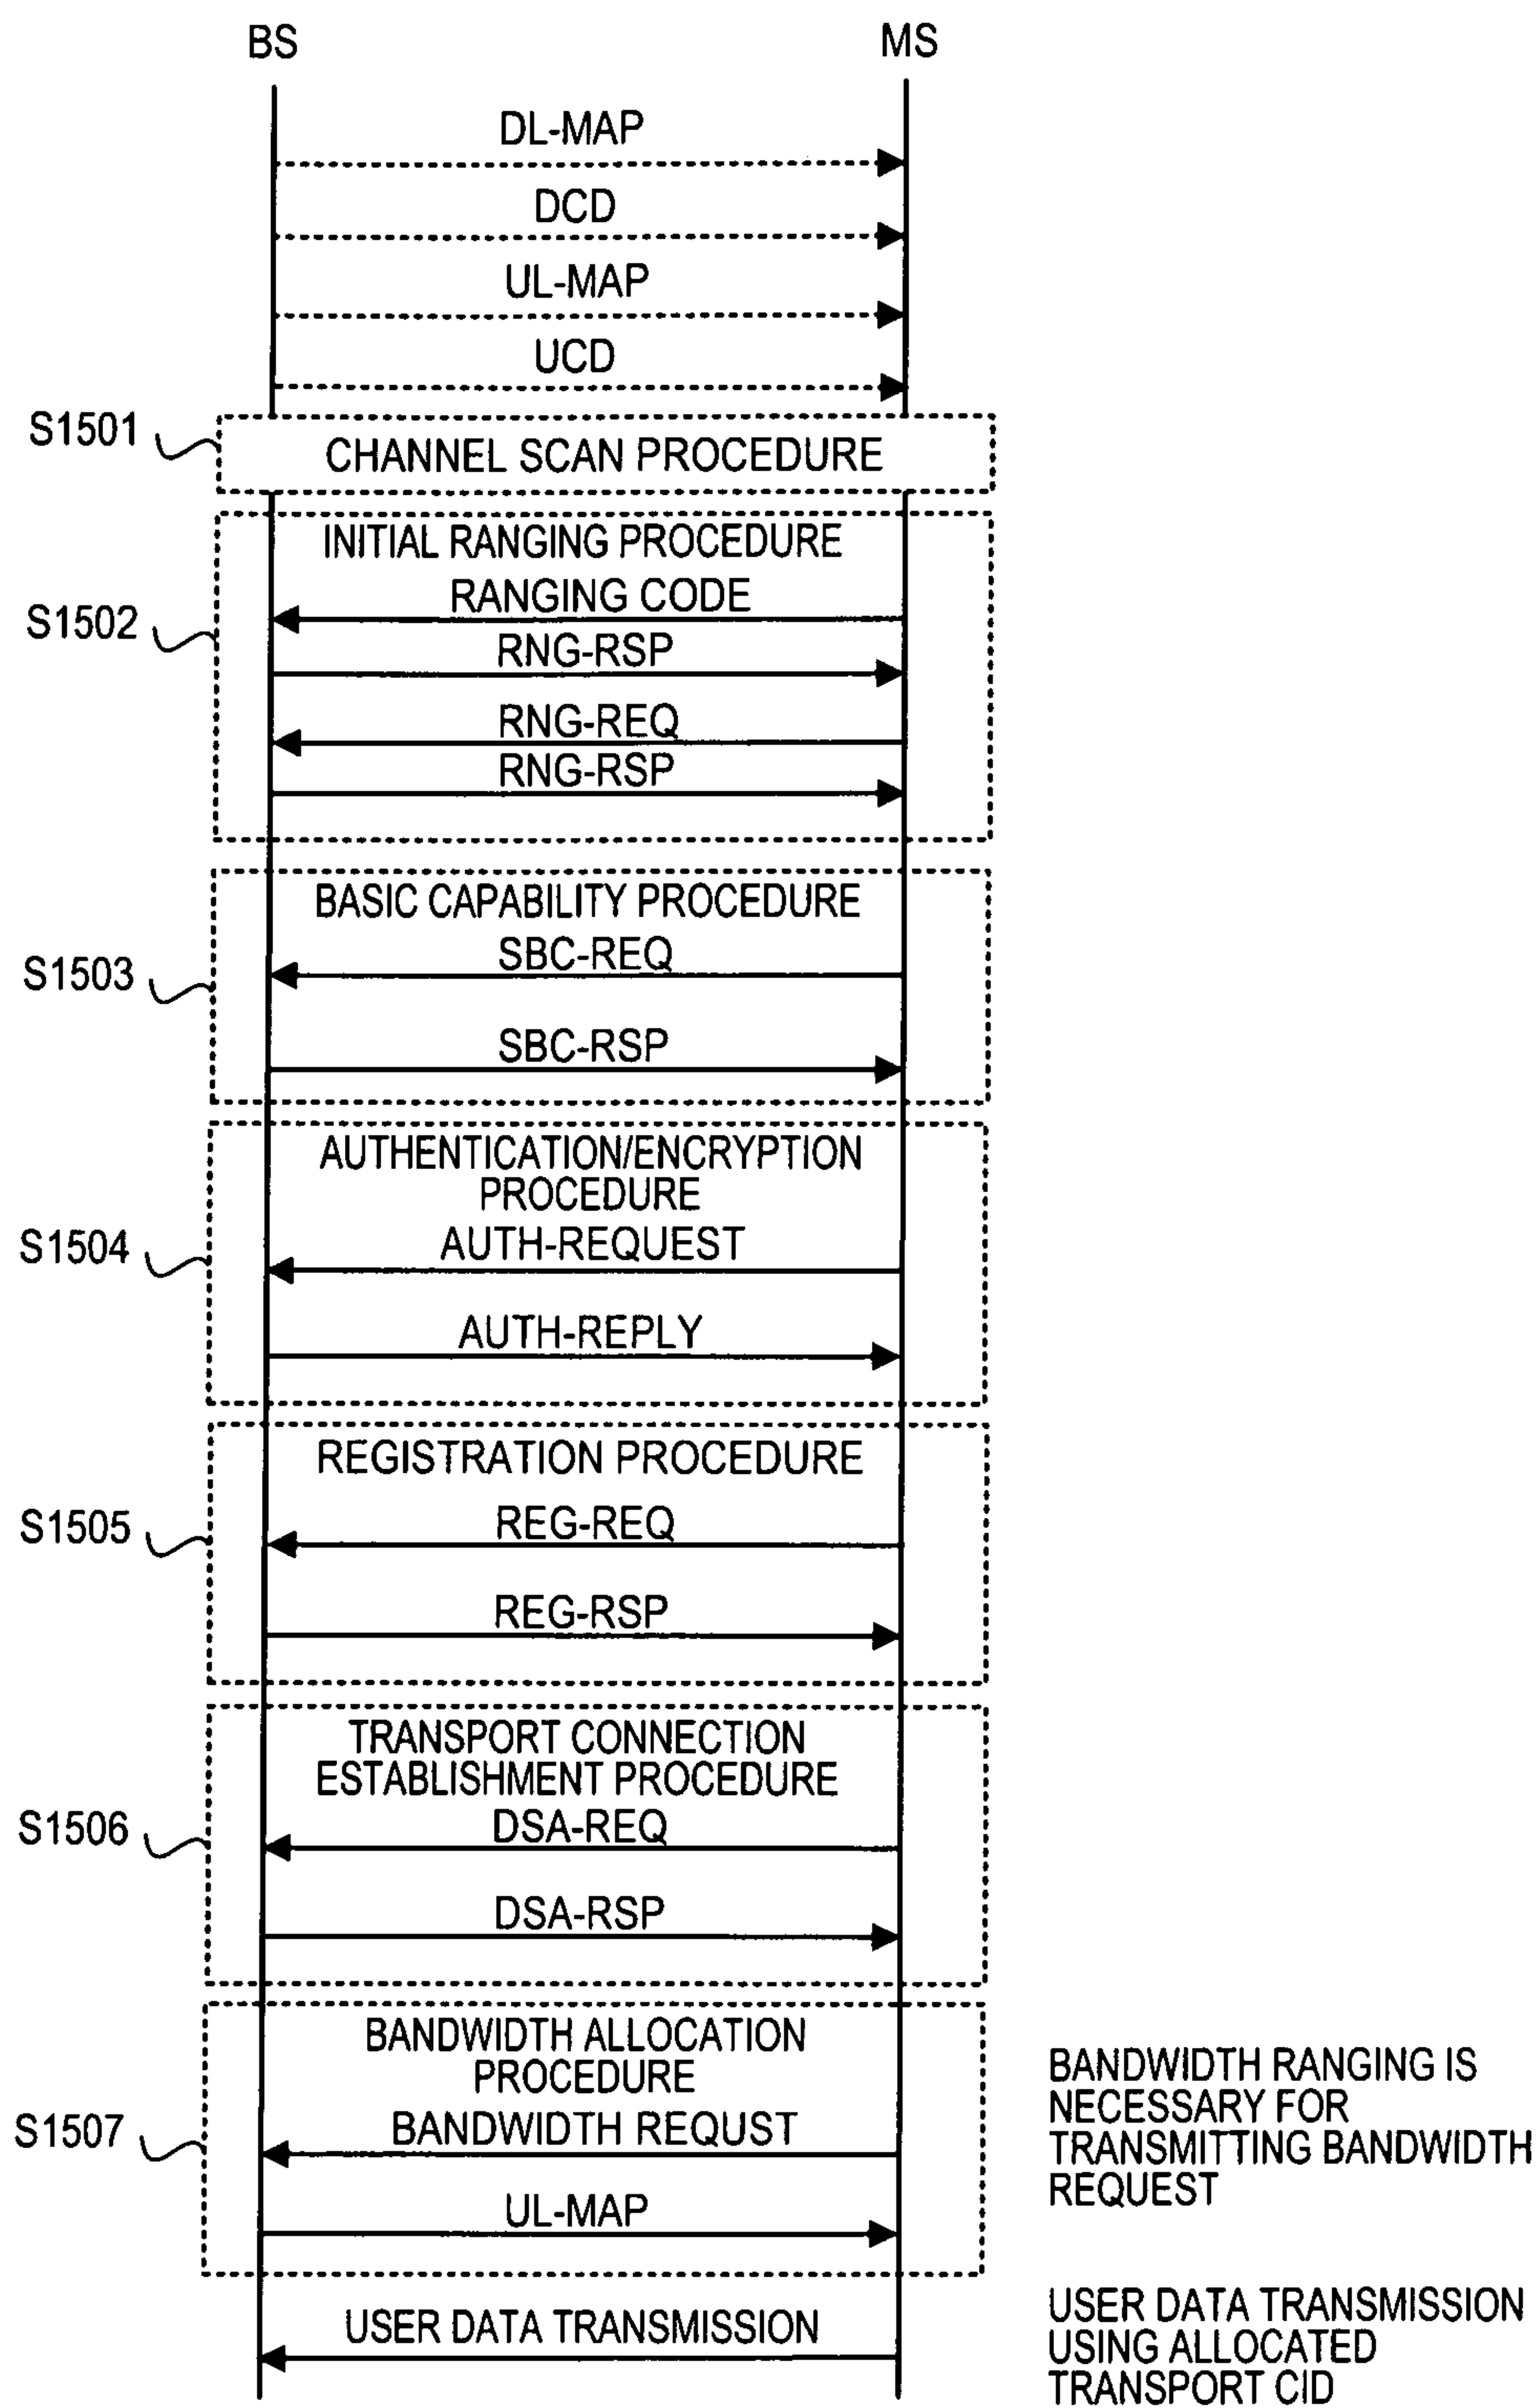 BS
MS
DL-MAP
DCD
UL-MAP
UCD
S1501
CHANNEL SCAN PROCEDURE
INITIAL RANGING PROCEDURE
RANGING CODE
S1502
RNG-RSP
RNG-REQ
RNG-RSP
BASIC CAPABILITY PROCEDURE
SBC-REQ
S1503
SBC-RSP
AUTHENTICATION/ENCRYPTION
PROCEDURE
AUTH-REQUEST
S1504
AUTH-REPLY
REGISTRATION PROCEDURE
REG-REQ
S1505
REG-RSP
TRANSPORT CONNECTION
ESTABLISHMENT PROCEDURE
DSA-REQ
S1506
DSA-RSP
BANDWIDTH ALLOCATION
PROCEDURE
BANDWIDTH REQUST
S1507
UL-MAP
BANDWIDTH RANGING IS
NECESSARY FOR
TRANSMITTING BANDWIDTH
REQUEST
USER DATA TRANSMISSION
USER DATA TRANSMISSION
USING ALLOCATED
TRANSPORT CID